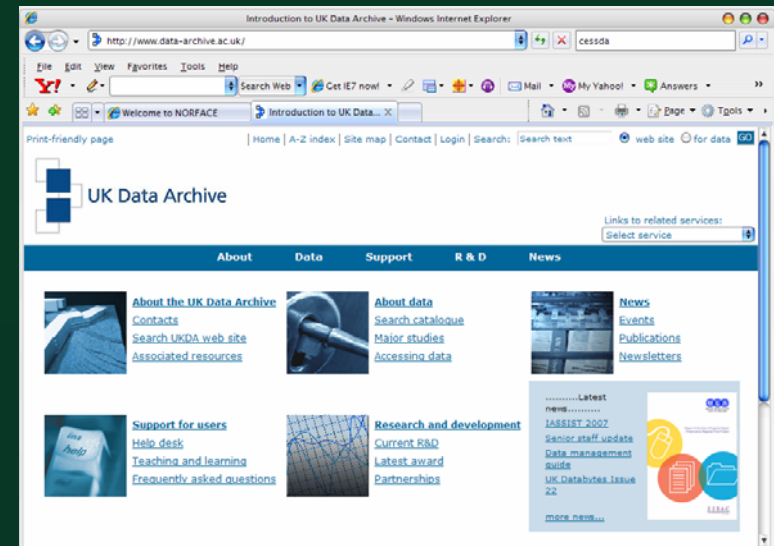 Introduction to UK Data Archive - Windows Internet Explorer
http://www.data-archive.ac.uk/
cessda
File Edit View Favorites Tools Help
Y! Search Web Get IE7 now! Mail My Yahoo! Answers »
Welcome to NORFACE Introduction to UK Data... X Page Tools
Print-friendly page | Home | A-Z index | Site map | Contact | Login | Search: Search text web site for data GO
UK Data Archive
Links to related services:
Select service
About Data Support R & D News
About the UK Data Archive
Contacts
Search UKDA web site
Associated resources
About data
Search catalogue
Major studies
Accessing data
News
Events
Publications
Newsletters
Support for users
Help desk
Teaching and learning
Frequently asked questions
Research and development
Current R&D
Latest award
Partnerships
..........Latest
news..........
IASSIST 2007
Senior staff update
Data management
guide
UK Databytes Issue
22
more news...
ins
help